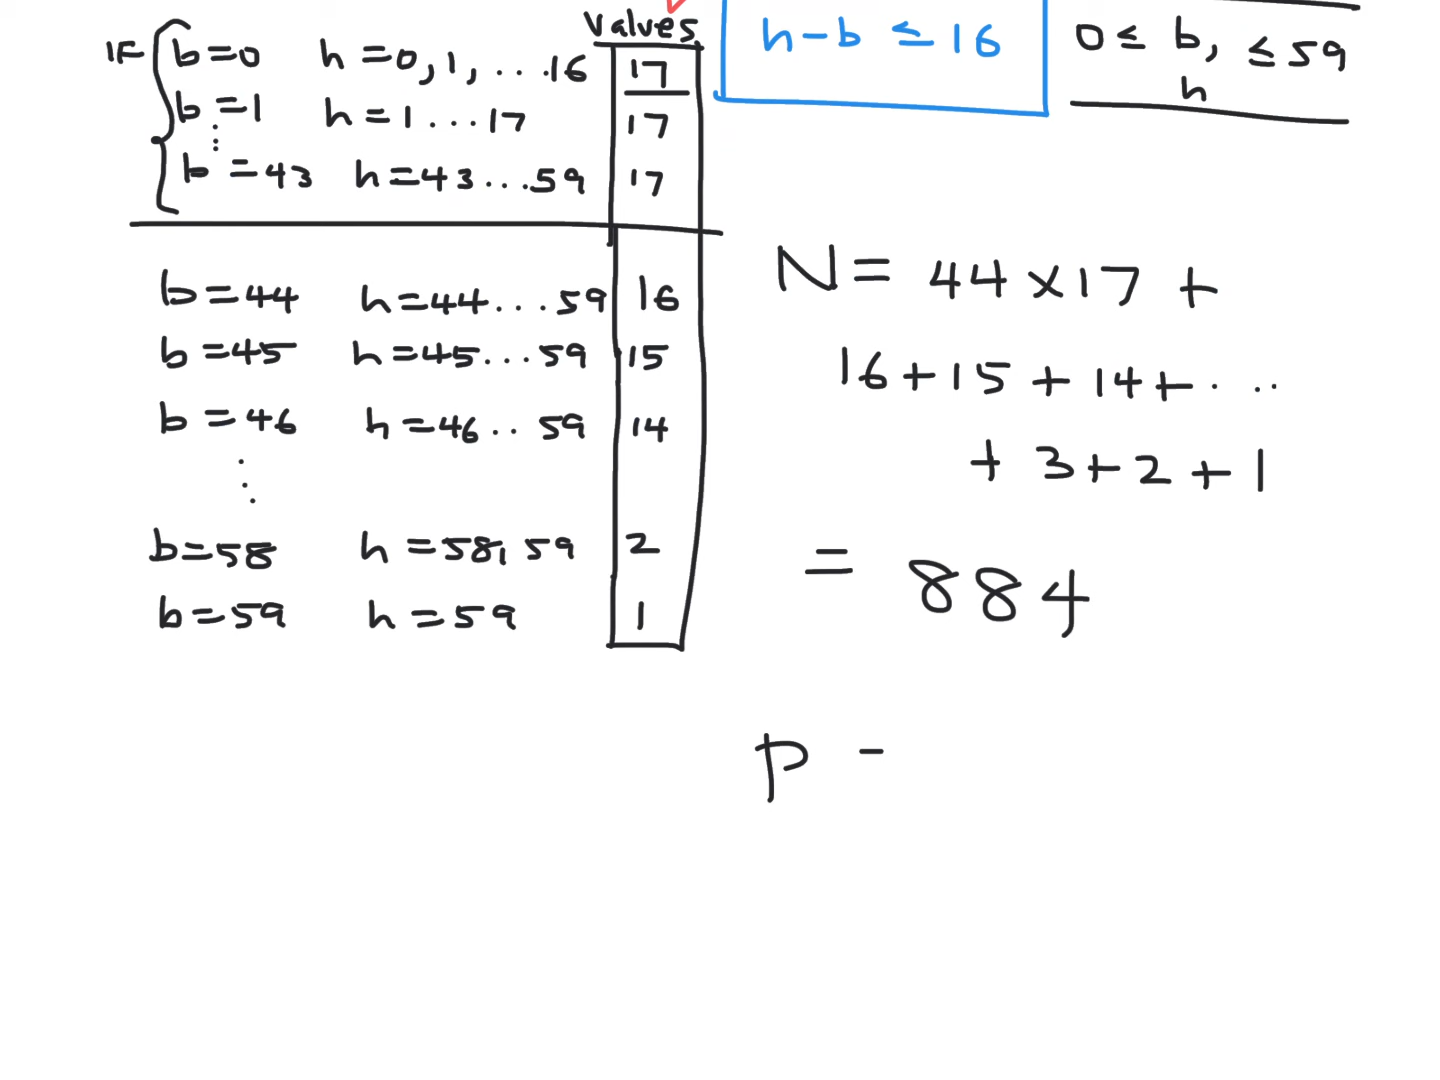 values
IF b=0 h=0,1,...16 17
b=1 h=1...17 17
⋮
b=43 h=43...59 17
h-b ≤ 16
0 ≤ b, h ≤ 59
b=44 h=44...59 16
b=45 h=45...59 15
b=46 h=46..59 14
⋮
b=58 h=58, 59 2
b=59 h=59 1
N= 44×17 +
16+15+14+...
+ 3+2+1
= 884
P -